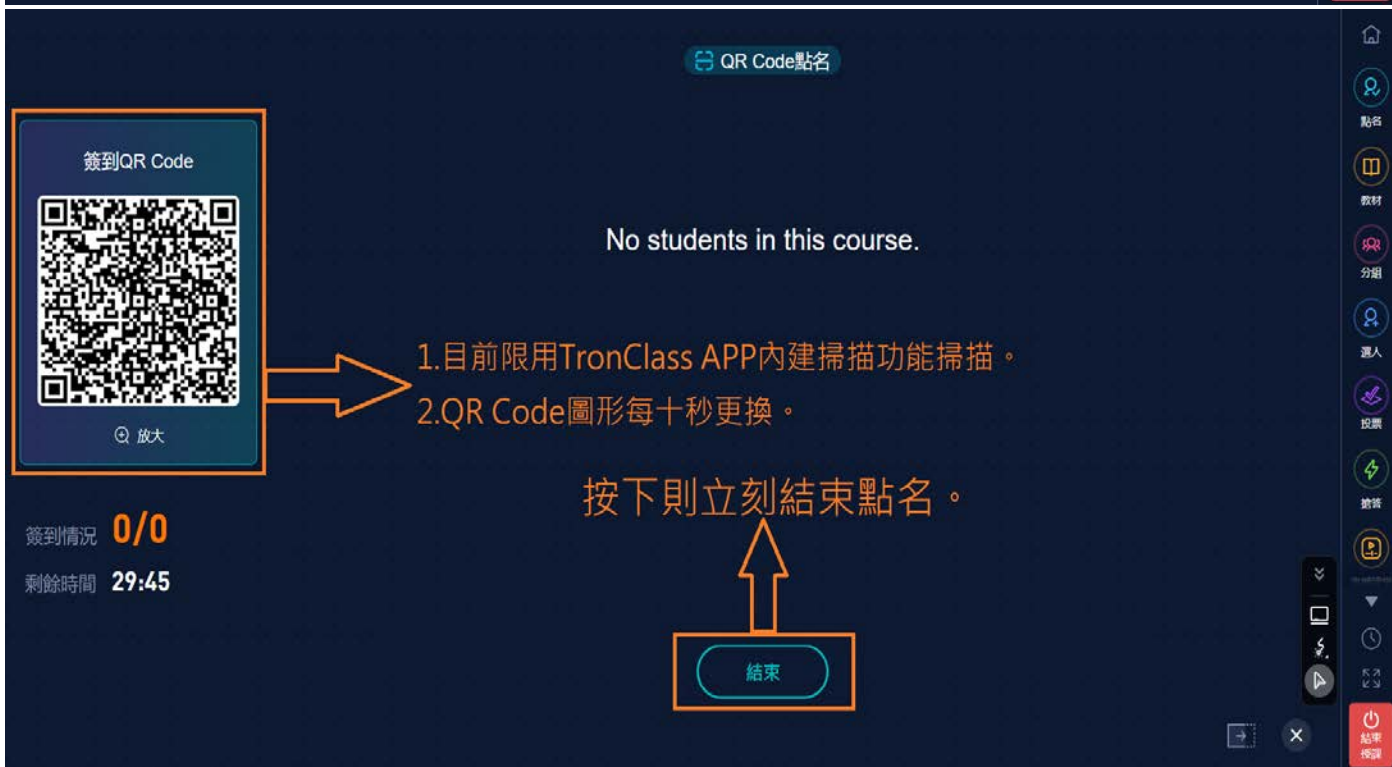 QR Code點名
簽到QR Code
放大
No students in this course.
1.目前限用TronClass APP內建掃描功能掃描。
2.QR Code圖形每十秒更換。
按下則立刻結束點名。
簽到情況 0/0
剩餘時間 29:45
結束
點名
教材
分組
選人
投票
搶答
結束
授課